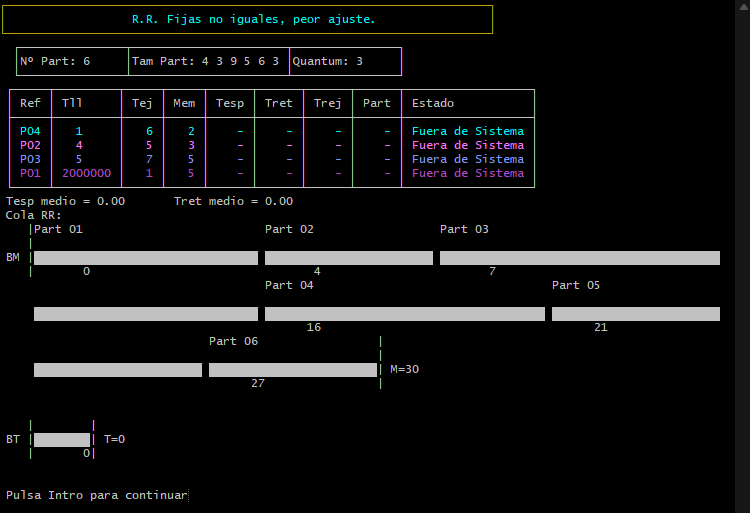 R.R. Fijas no iguales, peor ajuste.
Nº Part: 6 Tam Part: 4 3 9 5 6 3 Quantum: 3
Ref Tll Tej Mem Tesp Tret Trej Part Estado
P04 1 6 2 - - - - Fuera de Sistema
P02 4 5 3 - - - - Fuera de Sistema
P03 5 7 5 - - - - Fuera de Sistema
P01 2000000 1 5 - - - - Fuera de Sistema
Tesp medio = 0.00 Tret medio = 0.00
Cola RR:
|Part 01 Part 02 Part 03
|
BM |
| 0 4 7
Part 04 Part 05
16 21
Part 06 |
|
| M=30
27 |
| |
BT | | T=0
| 0|
Pulsa Intro para continuar